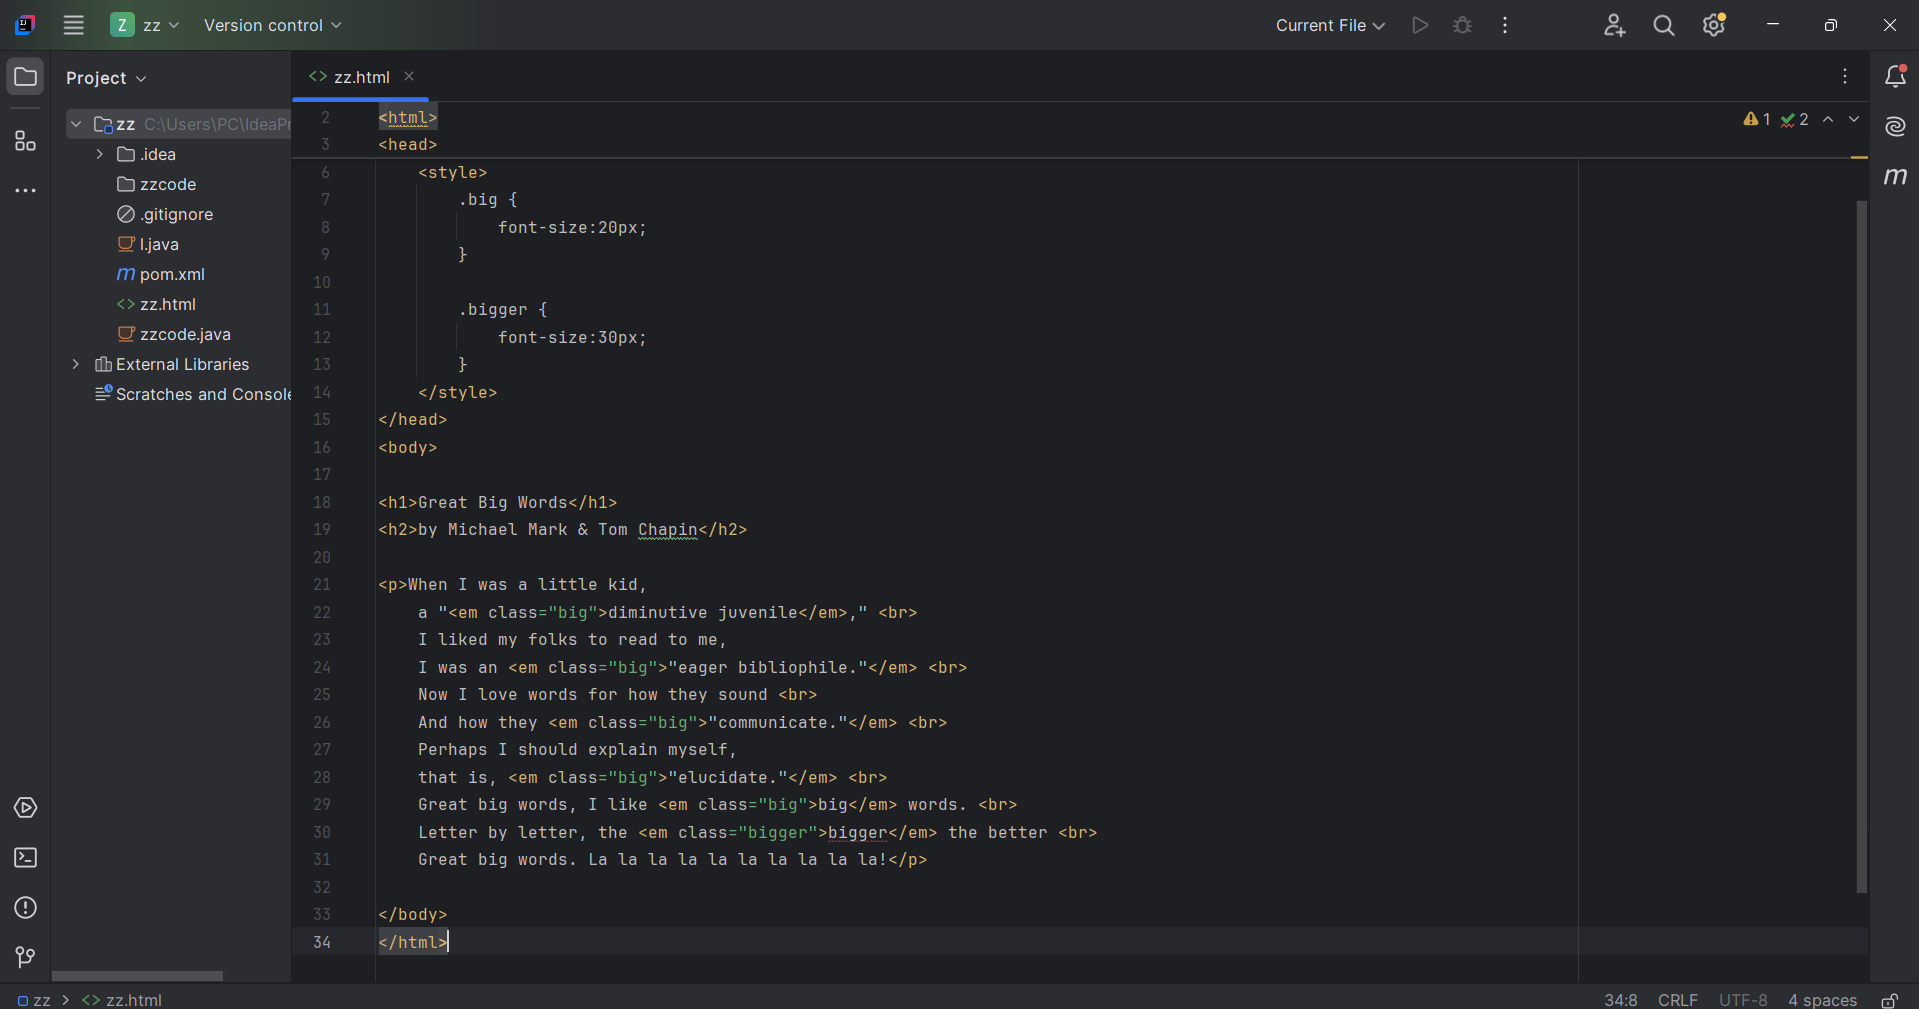 Z zz Version control Current File
Project
zz.html
zz C:\Users\PC\IdeaPr
.idea
zzcode
.gitignore
I.java
m pom.xml
<> zz.html
zzcode.java
External Libraries
Scratches and Console
1 2
m
2 <html>
3 <head>
6 <style>
7 .big {
8 font-size:20px;
9 }
10
11 .bigger {
12 font-size:30px;
13 }
14 </style>
15 </head>
16 <body>
17
18 <h1>Great Big Words</h1>
19 <h2>by Michael Mark & Tom Chapin</h2>
20
21 <p>When I was a little kid,
22 a "<em class="big">diminutive juvenile</em>," <br>
23 I liked my folks to read to me,
24 I was an <em class="big">"eager bibliophile."</em> <br>
25 Now I love words for how they sound <br>
26 And how they <em class="big">"communicate."</em> <br>
27 Perhaps I should explain myself,
28 that is, <em class="big">"elucidate."</em> <br>
29 Great big words, I like <em class="big">big</em> words. <br>
30 Letter by letter, the <em class="bigger">bigger</em> the better <br>
31 Great big words. La la la la la la la la la la!</p>
32
33 </body>
34 </html>
zz > <> zz.html 34:8 CRLF UTF-8 4 spaces